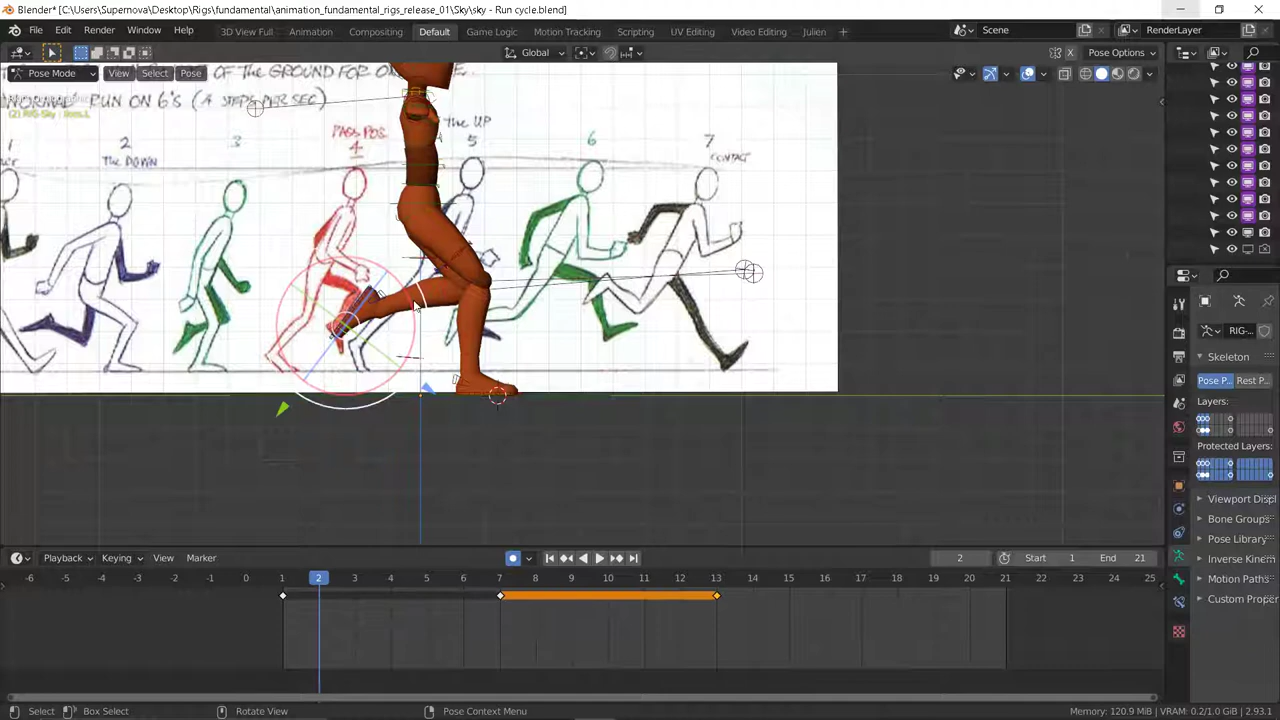 Blender* [C:\Users\Supernova\Desktop\Rigs\fundamental\animation_fundamental_rigs_release_01\Sky\sky - Run cycle.blend]
File Edit Render Window Help 3D View Full Animation Compositing Default Game Logic Motion Tracking Scripting UV Editing Video Editing Julien Scene RenderLayer
Global Pose Options
Pose Mode View Select Pose
OF THE GROUND FOR
NORMAL RUN ON 6'S (4 STEPS PER SEC)
PASS POS. the UP
1 2 3 4 5 6 7
the DOWN CONTACT
RIG-...
Skeleton
Pose P... Rest P...
Layers:
Protected Layers:
Viewport Displ
Bone Groups
Pose Library
Inverse Kinem
Motion Paths
Custom Proper
Playback Keying View Marker 2 Start 1 End 21
-6 -5 -4 -3 -2 -1 0 1 2 3 4 5 6 7 8 9 10 11 12 13 14 15 16 17 18 19 20 21 22 23 24 25
Select Box Select Rotate View Pose Context Menu Memory: 120.9 MiB | VRAM: 0.2/1.0 GiB | 2.93.1